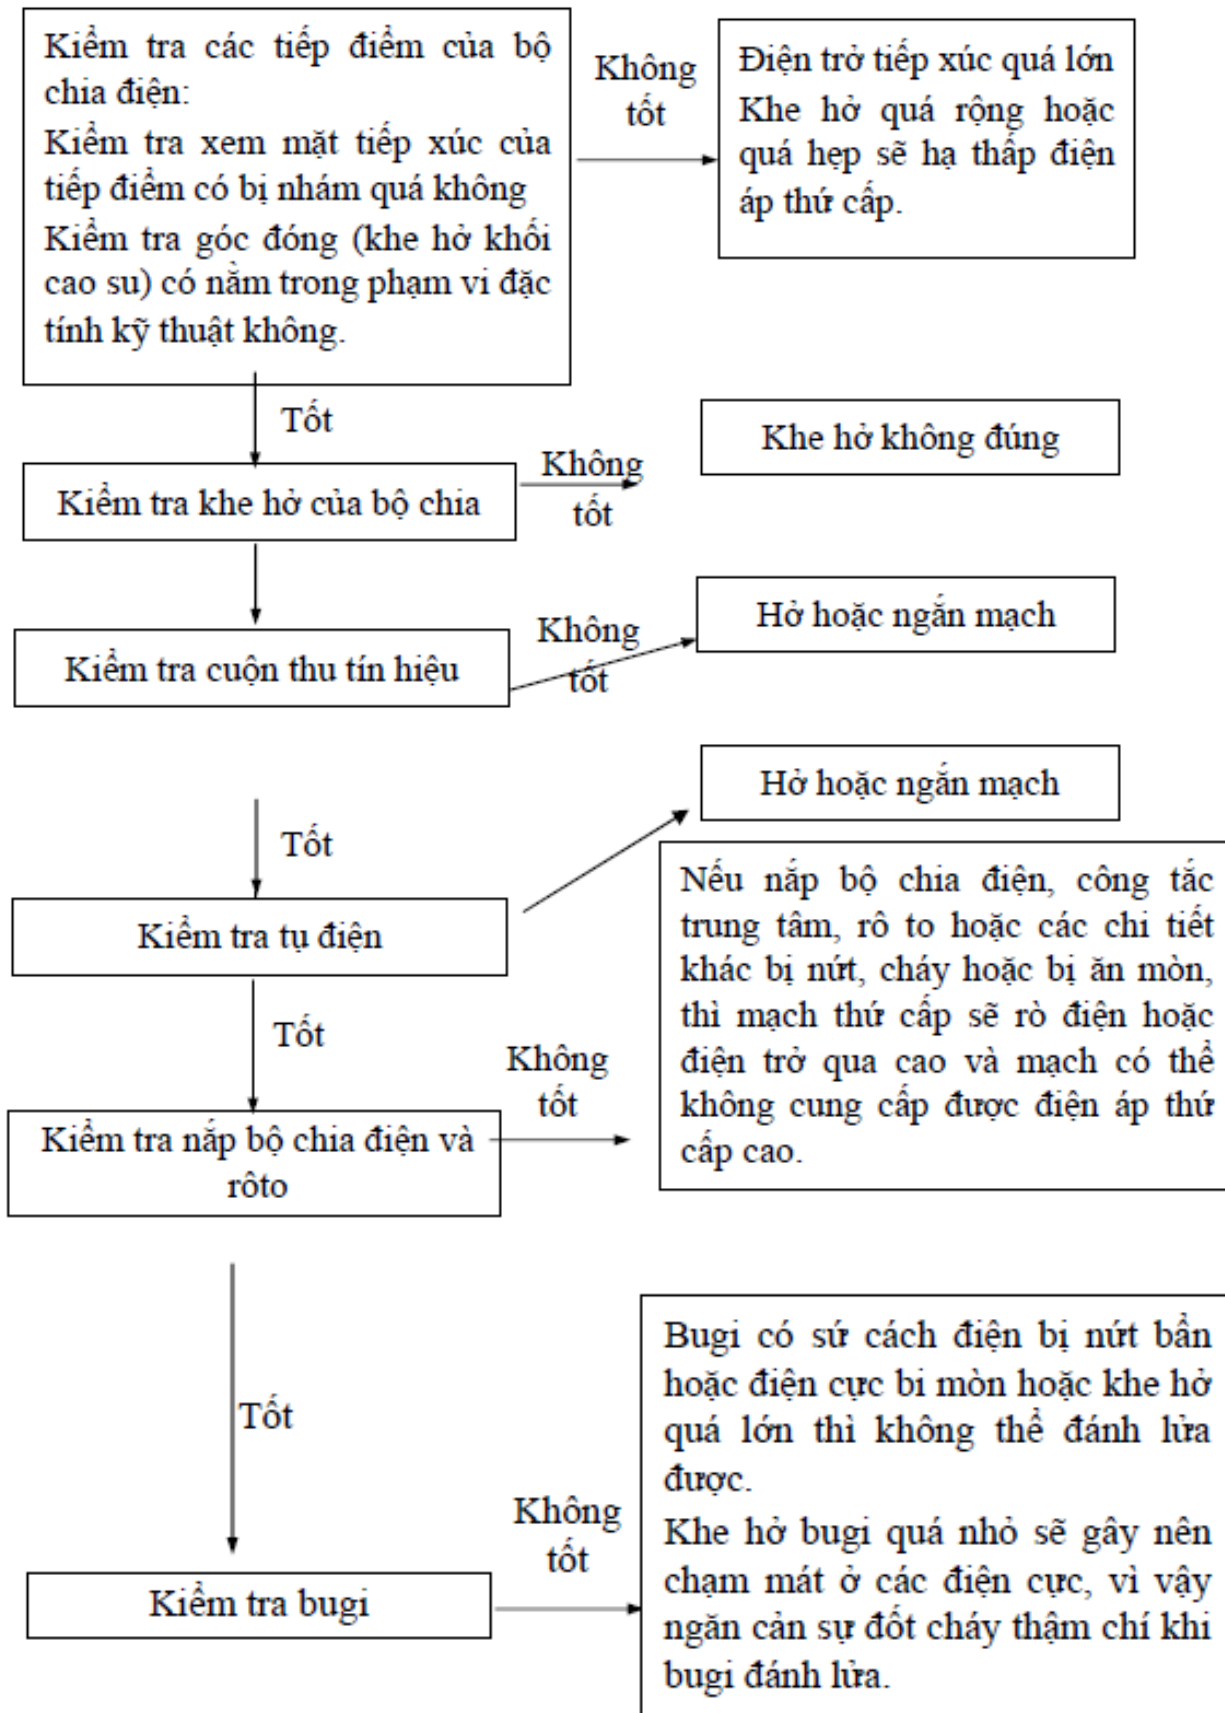 Kiểm tra các tiếp điểm của bộ
chia điện:
Kiểm tra xem mặt tiếp xúc của
tiếp điểm có bị nhám quá không
Kiểm tra góc đóng (khe hở khối
cao su) có nằm trong phạm vi đặc
tính kỹ thuật không.
Không
tốt
Điện trở tiếp xúc quá lớn
Khe hở quá rộng hoặc
quá hẹp sẽ hạ thấp điện
áp thứ cấp.
Tốt
Kiểm tra khe hở của bộ chia
Không
tốt
Khe hở không đúng
Kiểm tra cuộn thu tín hiệu
Không
tốt
Hở hoặc ngắn mạch
Tốt
Kiểm tra tụ điện
Hở hoặc ngắn mạch
Tốt
Kiểm tra nắp bộ chia điện và
rôto
Không
tốt
Nếu nắp bộ chia điện, công tắc
trung tâm, rô to hoặc các chi tiết
khác bị nứt, cháy hoặc bị ăn mòn,
thì mạch thứ cấp sẽ rò điện hoặc
điện trở qua cao và mạch có thể
không cung cấp được điện áp thứ
cấp cao.
Tốt
Kiểm tra bugi
Không
tốt
Bugi có sứ cách điện bị nứt bẩn
hoặc điện cực bi mòn hoặc khe hở
quá lớn thì không thể đánh lửa
được.
Khe hở bugi quá nhỏ sẽ gây nên
chạm mát ở các điện cực, vì vậy
ngăn cản sự đốt cháy thậm chí khi
bugi đánh lửa.